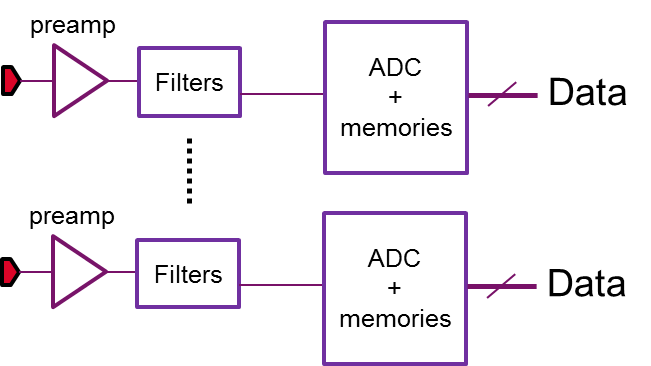 preamp
Filters
ADC
+
memories
Data
preamp
Filters
ADC
+
memories
Data